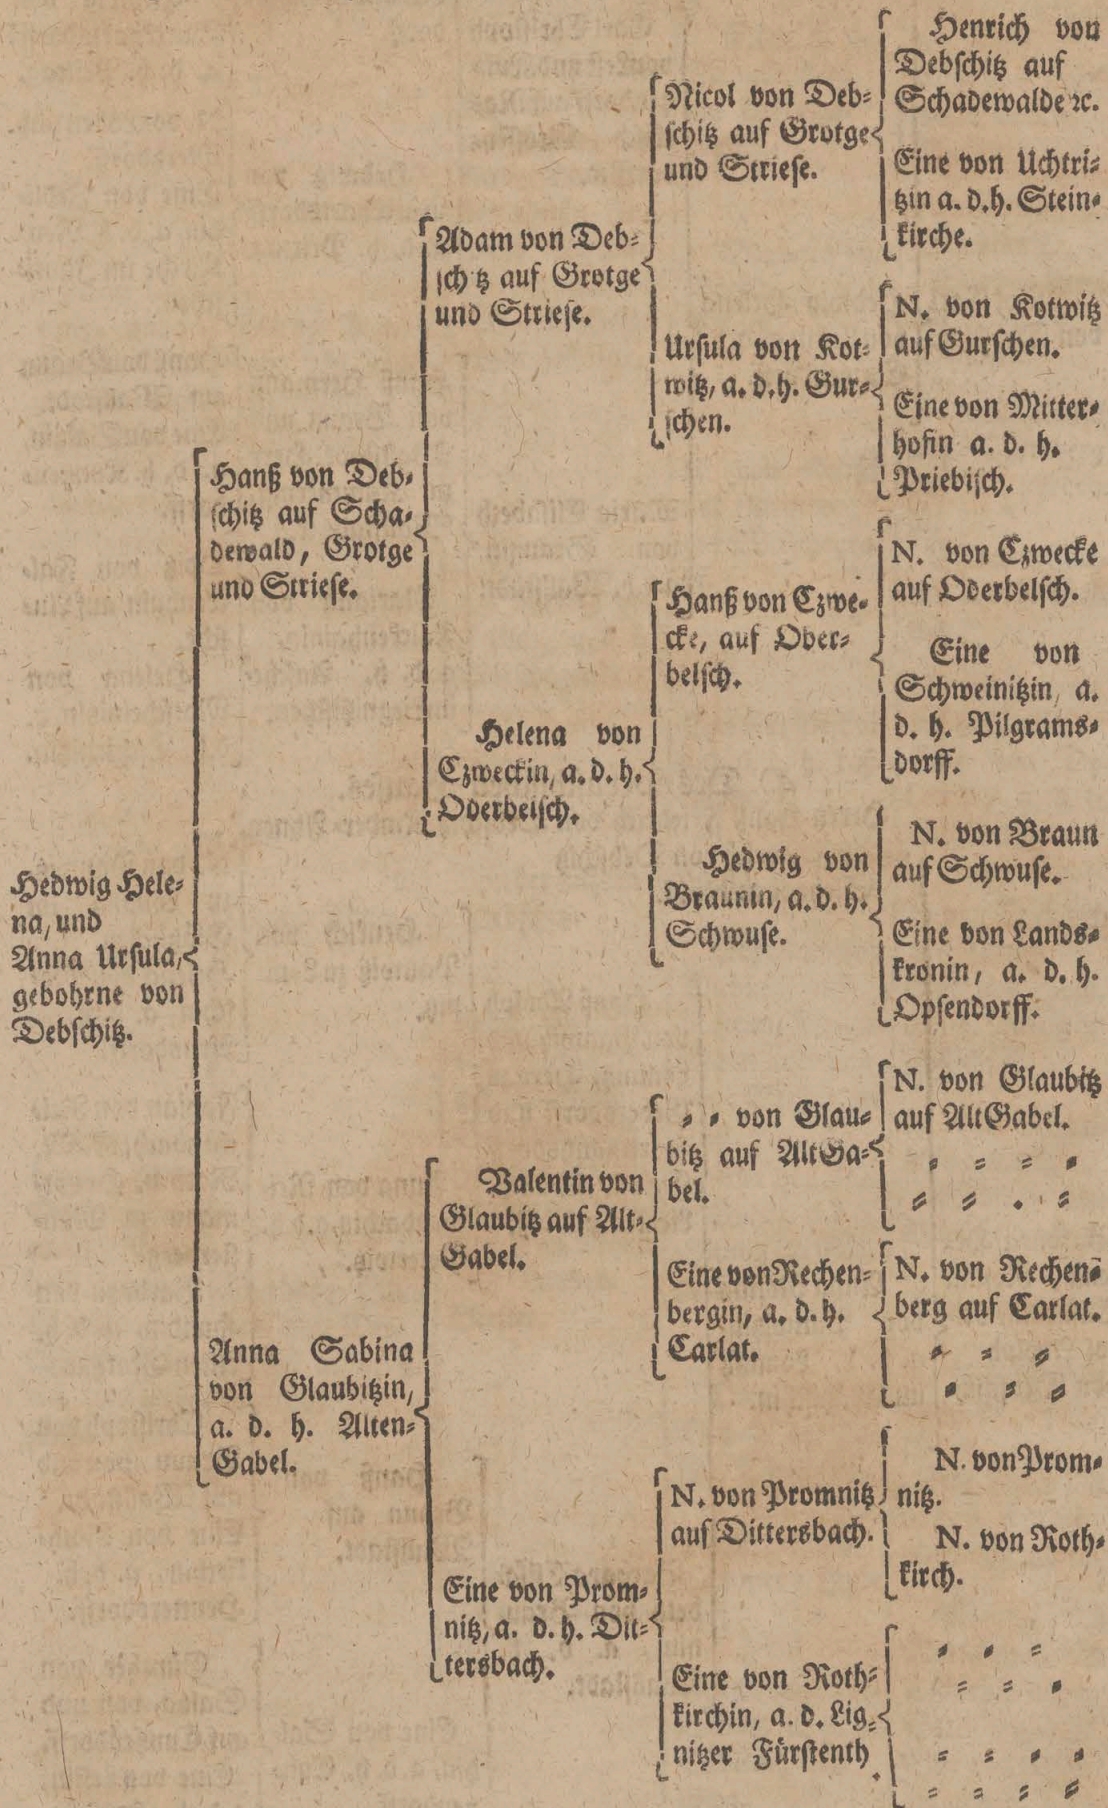 Hedwig Hele-
na, und
Anna Ursula,
gebohrne von
Debschitz.
Hanß von Deb-
schitz auf Scha-
dewald, Grotge
und Striese.
Anna Sabina
von Glaubitzin,
a. d. h. Alten-
Gabel.
Adam von Deb-
schitz auf Grotge
und Striese.
Helena von
Czweckin, a. d. h.
Oderbelsch.
Valentin von
Glaubitz auf Alt-
Gabel.
Eine von Prom-
nitz, a. d. h. Dit-
tersbach.
Nicol von Deb-
schitz auf Grotge
und Striese.
Ursula von Kot-
witz, a. d. h. Gur-
schen.
Hanß von Czwe-
cke, auf Ober-
belsch.
Hedwig von
Braunin, a. d. h.
Schwuse.
- - von Glau-
bitz auf AltGa-
bel.
Eine von Rechen-
bergin, a. d. h.
Carlat.
N. von Promnitz
auf Dittersbach.
Eine von Roth-
kirchin, a. d. Lig-
nitzer Fürstenth.
Henrich von
Debschitz auf
Schadewalde ꝛc.
Eine von Uchtri-
tzin a. d. h. Stein-
kirche.
N. von Kotwitz
auf Gurschen.
Eine von Mitter-
hofin a. d. h.
Priebisch.
N. von Czwecke
auf Oderbelsch.
Eine von
Schweinitzin, a.
d. h. Pilgrams-
dorff.
N. von Braun
auf Schwuse.
Eine von Lands-
kronin, a. d. h.
Opsendorff.
N. von Glaubitz
auf AltGabel.
- - - -
- - - -
N. von Rechen-
berg auf Carlat.
- - -
- - -
N. von Prom-
nitz.
N. von Roth-
kirch.
- - -
- - -
- - - -
- - - -